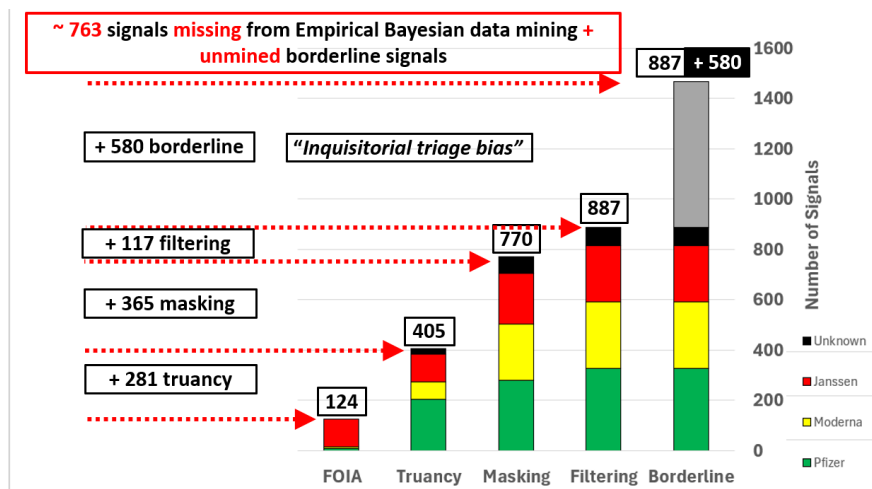 ~ 763 signals missing from Empirical Bayesian data mining +
unmined borderline signals
1600
887 + 580
1400
+ 580 borderline
"Inquisitorial triage bias"
1200
1000
887
+ 117 filtering
770
800
+ 365 masking
600
405
400
+ 281 truancy
124
200
0
FOIA Truancy Masking Filtering Borderline
Number of Signals
Unknown
Janssen
Moderna
Pfizer